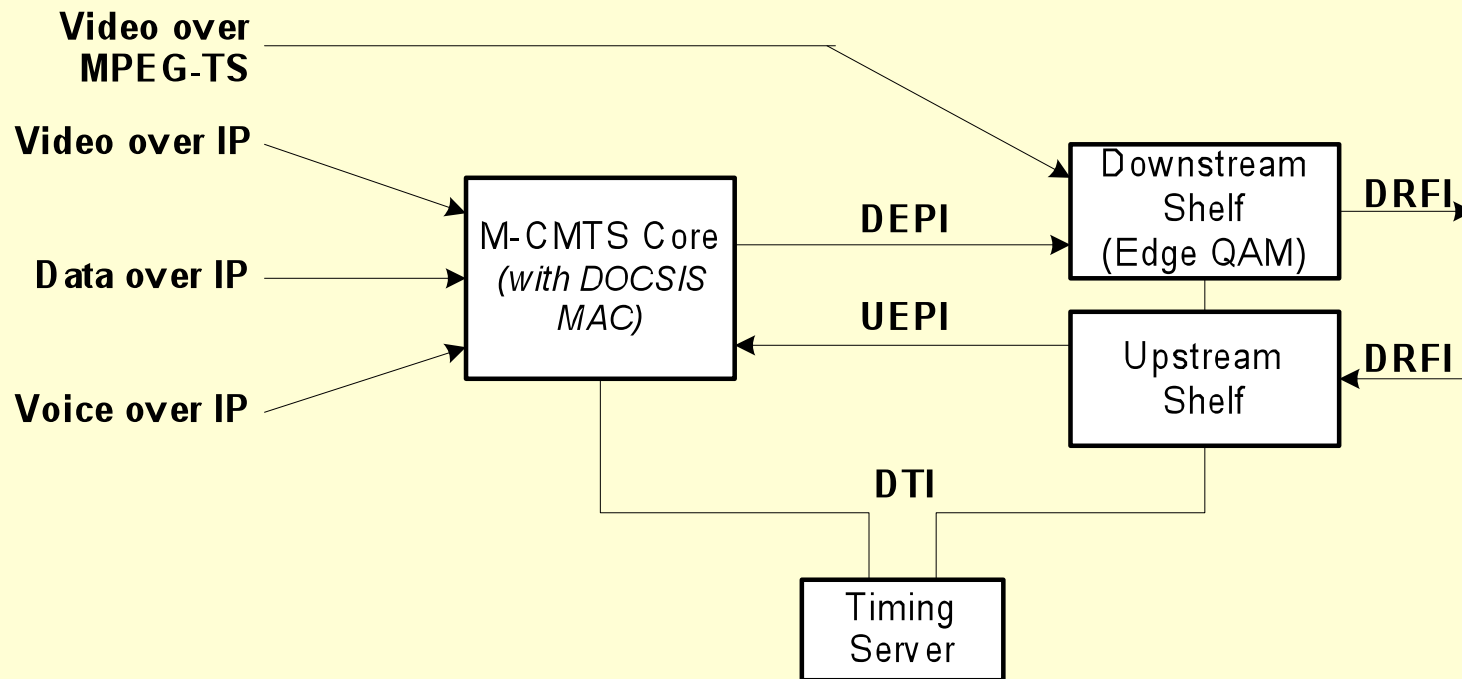 Video over
MPEG-TS
Video over IP
Data over IP
Voice over IP
M-CMTS Core
(with DOCSIS
MAC)
DEPI
UEPI
Downstream
Shelf
(Edge QAM)
DRFI
Upstream
Shelf
DRFI
DTI
Timing
Server